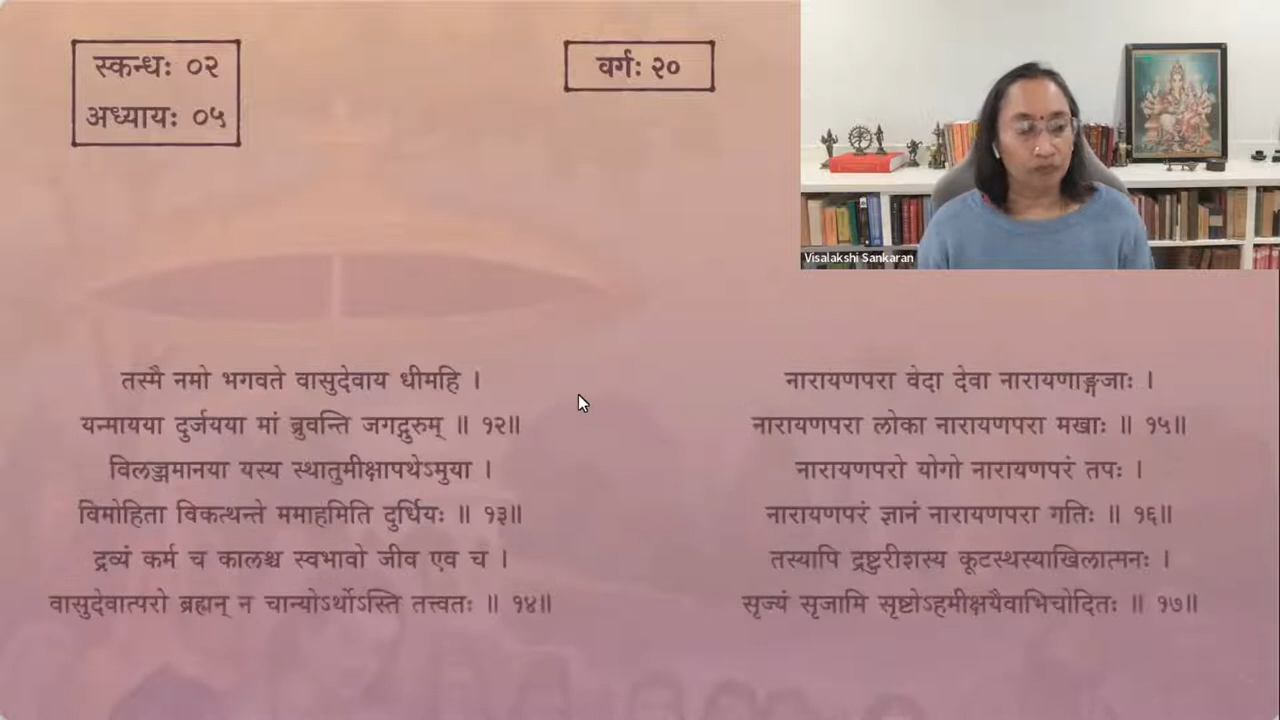 स्कन्धः ०२
अध्यायः ०५
वर्गः २०
Visalakshi Sankaran
तस्मै नमो भगवते वासुदेवाय धीमहि ।
यन्मायया दुर्जयया मां ब्रुवन्ति जगद्गुरुम् ॥ १२॥
विलज्जमानया यस्य स्थातुमीक्षापथेऽमुया ।
विमोहिता विकत्थन्ते ममाहमिति दुर्धियः ॥ १३॥
द्रव्यं कर्म च कालश्च स्वभावो जीव एव च ।
वासुदेवात्परो ब्रह्मन् न चान्योऽर्थोऽस्ति तत्त्वतः ॥ १४॥
नारायणपरा वेदा देवा नारायणाङ्गजाः ।
नारायणपरा लोका नारायणपरा मखाः ॥ १५॥
नारायणपरो योगो नारायणपरं तपः ।
नारायणपरं ज्ञानं नारायणपरा गतिः ॥ १६॥
तस्यापि द्रष्टुरीशस्य कूटस्थस्याखिलात्मनः ।
सृज्यं सृजामि सृष्टोऽहमीक्षयैवाभिचोदितः ॥ १७॥